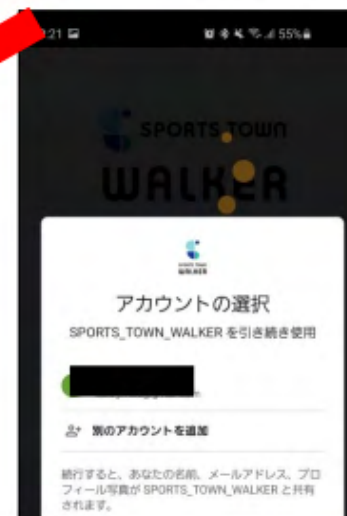 :21
55%
SPORTS TOWN
WALKER
SPORTS TOWN
WALKER
アカウントの選択
SPORTS_TOWN_WALKER を引き続き使用
別のアカウントを追加
続行すると、あなたの名前、メールアドレス、プロ
フィール写真が SPORTS_TOWN_WALKER と共有
されます。